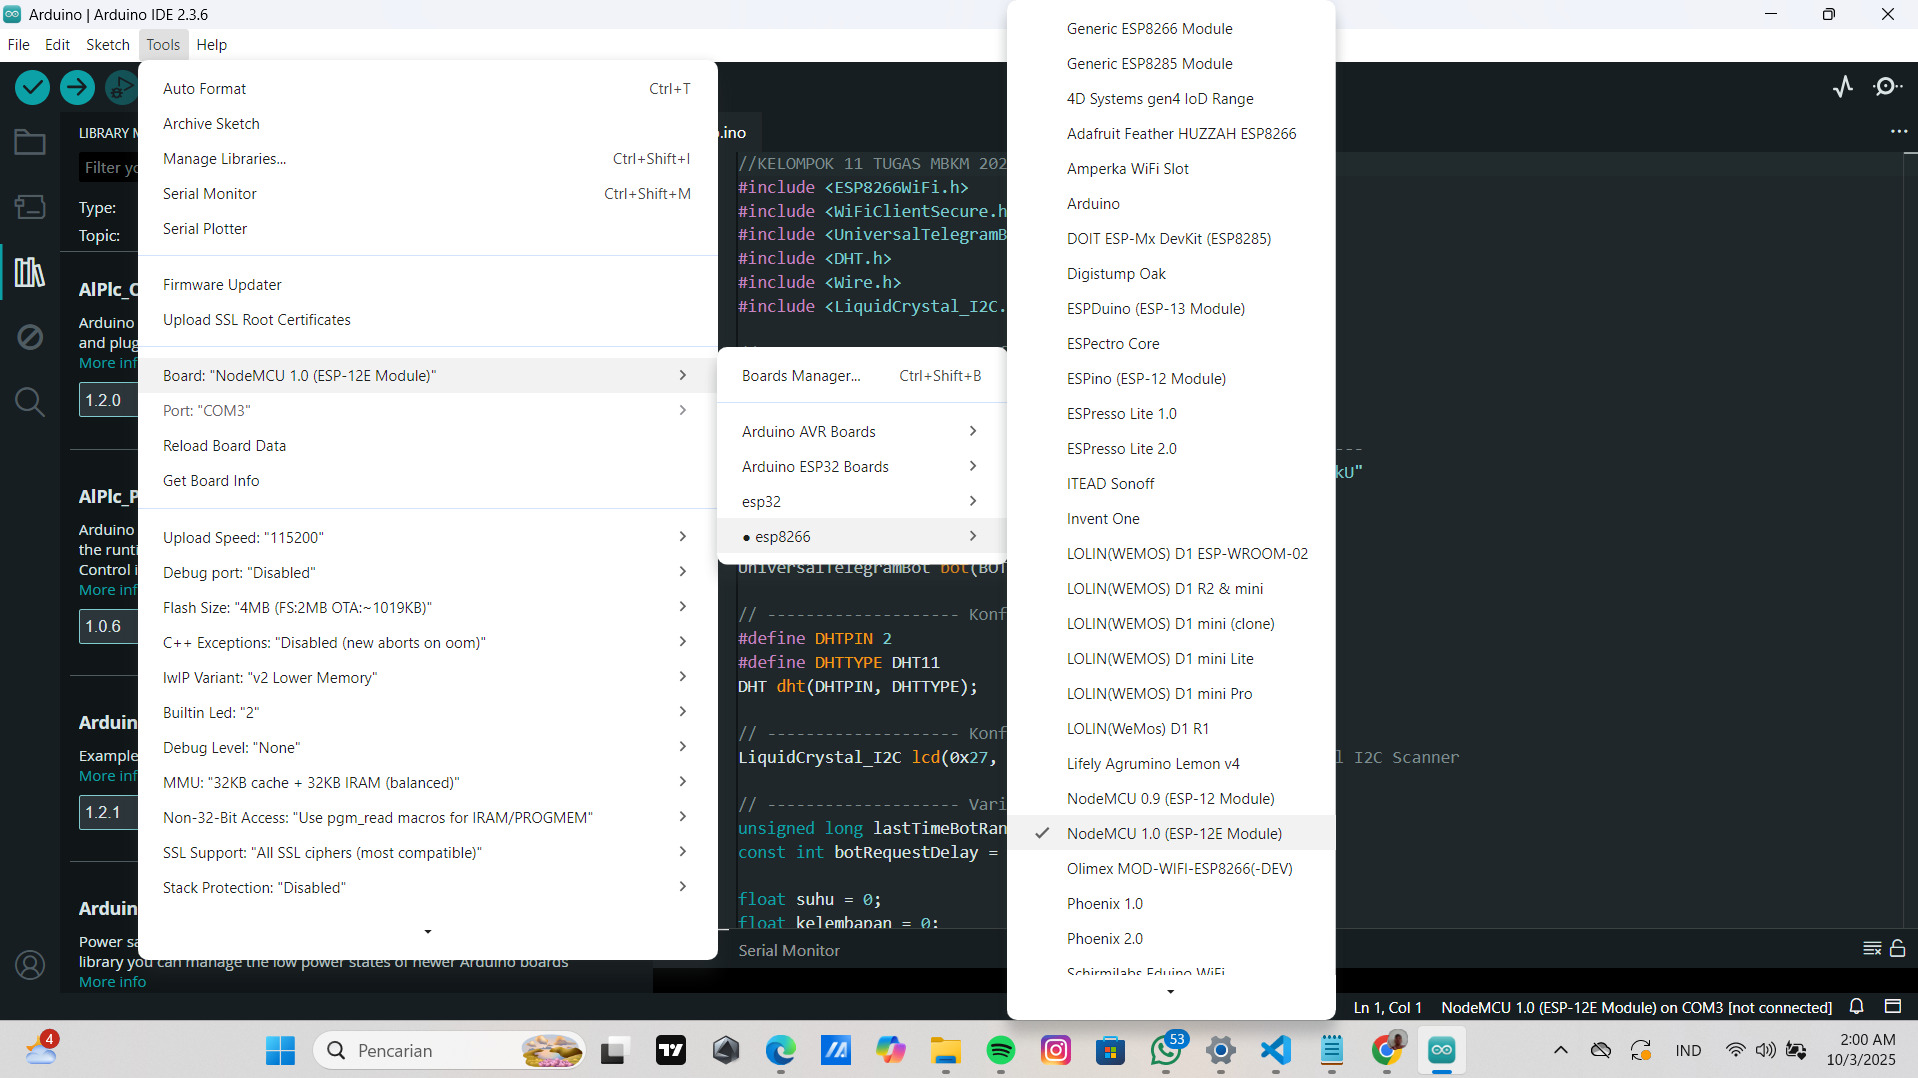 Arduino | Arduino IDE 2.3.6
File Edit Sketch Tools Help
LIBRARY M
Filter yo
Type:
Topic:
AlPlc_O
Arduino
and plug
More inf
1.2.0
AlPlc_P
Arduino
the runti
Control i
More inf
1.0.6
Arduin
Example
More inf
1.2.1
Arduin
Power sa
library you can manage the low power states of newer Arduino boards
More info
Auto Format Ctrl+T
Archive Sketch
Manage Libraries... Ctrl+Shift+I
Serial Monitor Ctrl+Shift+M
Serial Plotter
Firmware Updater
Upload SSL Root Certificates
Board: "NodeMCU 1.0 (ESP-12E Module)"
Port: "COM3"
Reload Board Data
Get Board Info
Upload Speed: "115200"
Debug port: "Disabled"
Flash Size: "4MB (FS:2MB OTA:~1019KB)"
C++ Exceptions: "Disabled (new aborts on oom)"
lwIP Variant: "v2 Lower Memory"
Builtin Led: "2"
Debug Level: "None"
MMU: "32KB cache + 32KB IRAM (balanced)"
Non-32-Bit Access: "Use pgm_read macros for IRAM/PROGMEM"
SSL Support: "All SSL ciphers (most compatible)"
Stack Protection: "Disabled"
Boards Manager... Ctrl+Shift+B
Arduino AVR Boards
Arduino ESP32 Boards
esp32
● esp8266
Generic ESP8266 Module
Generic ESP8285 Module
4D Systems gen4 IoD Range
Adafruit Feather HUZZAH ESP8266
Amperka WiFi Slot
Arduino
DOIT ESP-Mx DevKit (ESP8285)
Digistump Oak
ESPDuino (ESP-13 Module)
ESPectro Core
ESPino (ESP-12 Module)
ESPresso Lite 1.0
ESPresso Lite 2.0
ITEAD Sonoff
Invent One
LOLIN(WEMOS) D1 ESP-WROOM-02
LOLIN(WEMOS) D1 R2 & mini
LOLIN(WEMOS) D1 mini (clone)
LOLIN(WEMOS) D1 mini Lite
LOLIN(WEMOS) D1 mini Pro
LOLIN(WeMos) D1 R1
Lifely Agrumino Lemon v4
NodeMCU 0.9 (ESP-12 Module)
NodeMCU 1.0 (ESP-12E Module)
Olimex MOD-WIFI-ESP8266(-DEV)
Phoenix 1.0
Phoenix 2.0
Schirmilabs Eduino WiFi
.ino
//KELOMPOK 11 TUGAS MBKM 202
#include <ESP8266WiFi.h>
#include <WiFiClientSecure.h
#include <UniversalTelegramB
#include <DHT.h>
#include <Wire.h>
#include <LiquidCrystal_I2C.
---
kU"
UniversalTelegramBot bot(BOT
// -------------------- Konf
#define DHTPIN 2
#define DHTTYPE DHT11
DHT dht(DHTPIN, DHTTYPE);
// -------------------- Konf
LiquidCrystal_I2C lcd(0x27, l I2C Scanner
// -------------------- Vari
unsigned long lastTimeBotRan
const int botRequestDelay =
float suhu = 0;
float kelembapan = 0;
Serial Monitor
Ln 1, Col 1 NodeMCU 1.0 (ESP-12E Module) on COM3 [not connected]
4
Pencarian
53
IND
2:00 AM
10/3/2025